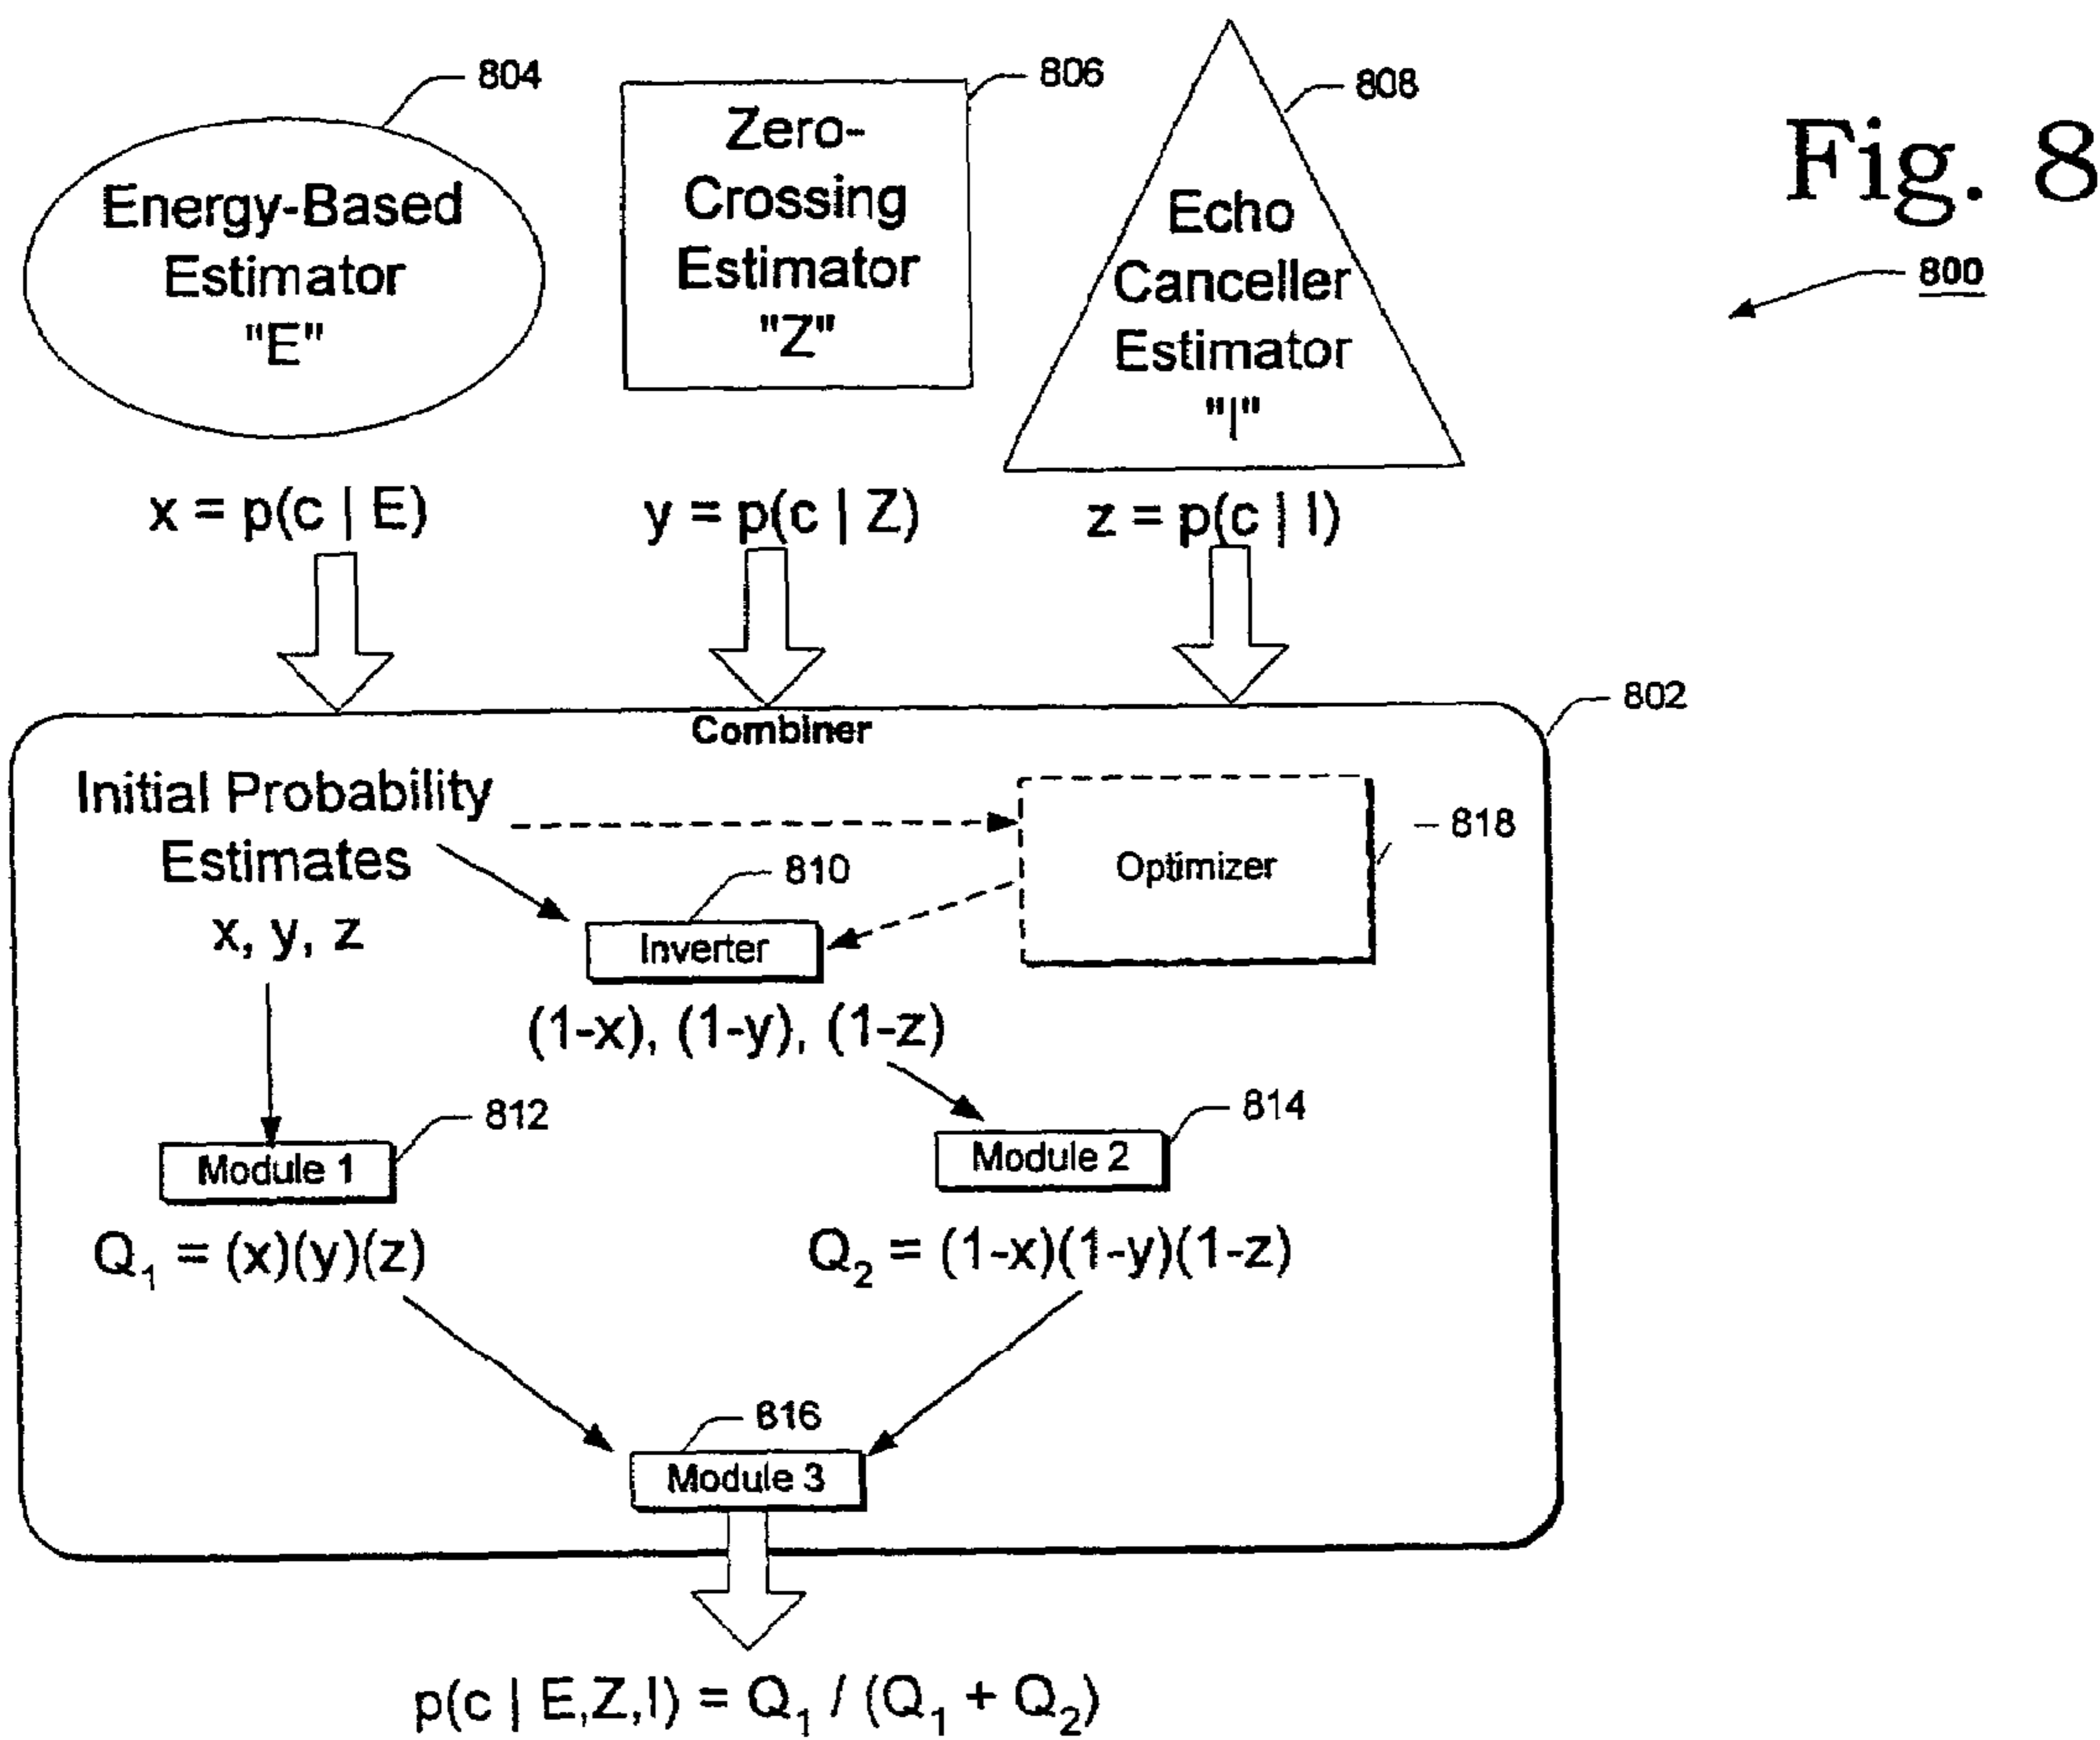 804
806
808
Fig. 8
800
Energy-Based
Estimator
"E"
Zero-
Crossing
Estimator
"Z"
Echo
Canceller
Estimator
"I"
x = p(c | E)
y = p(c | Z)
z = p(c | I)
802
Combiner
Initial Probability
Estimates
x, y, z
818
Optimizer
810
Inverter
(1-x), (1-y), (1-z)
812
Module 1
814
Module 2
Q₁ = (x)(y)(z)
Q₂ = (1-x)(1-y)(1-z)
816
Module 3
p(c | E,Z,I) = Q₁ / (Q₁ + Q₂)